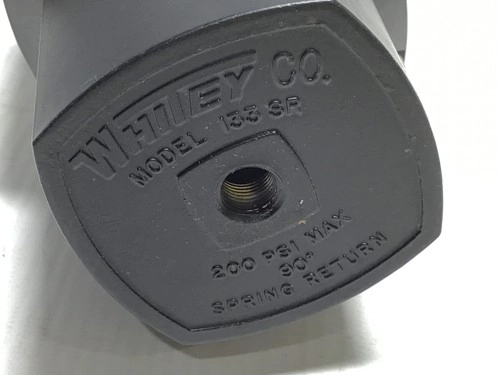 WHITEY CO.
MODEL 133 SR
200 PSI MAX
90°
SPRING RETURN